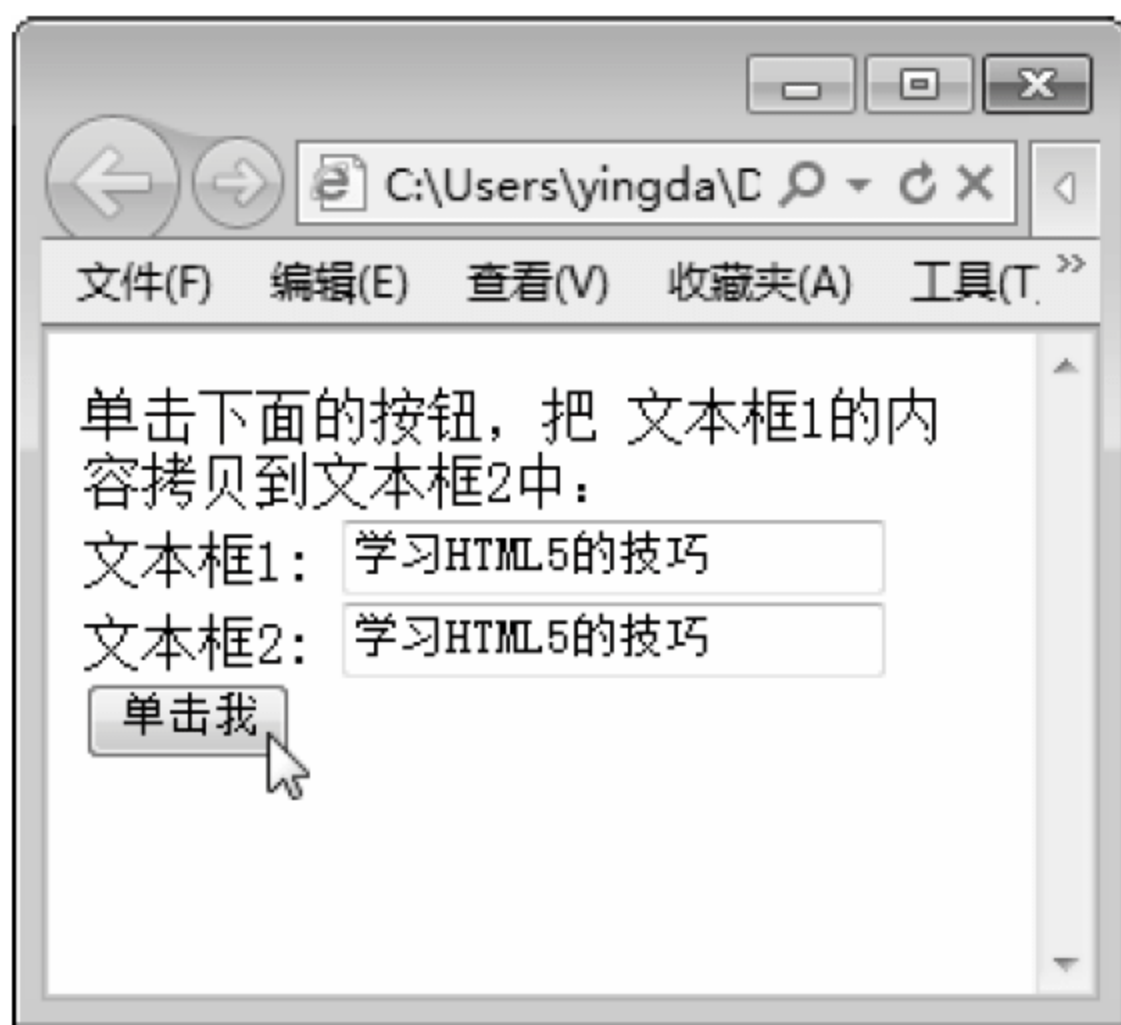 C:\Users\yingda\D
文件(F) 编辑(E) 查看(V) 收藏夹(A) 工具(T
单击下面的按钮，把 文本框1的内
容拷贝到文本框2中：
文本框1： 学习HTML5的技巧
文本框2： 学习HTML5的技巧
单击我